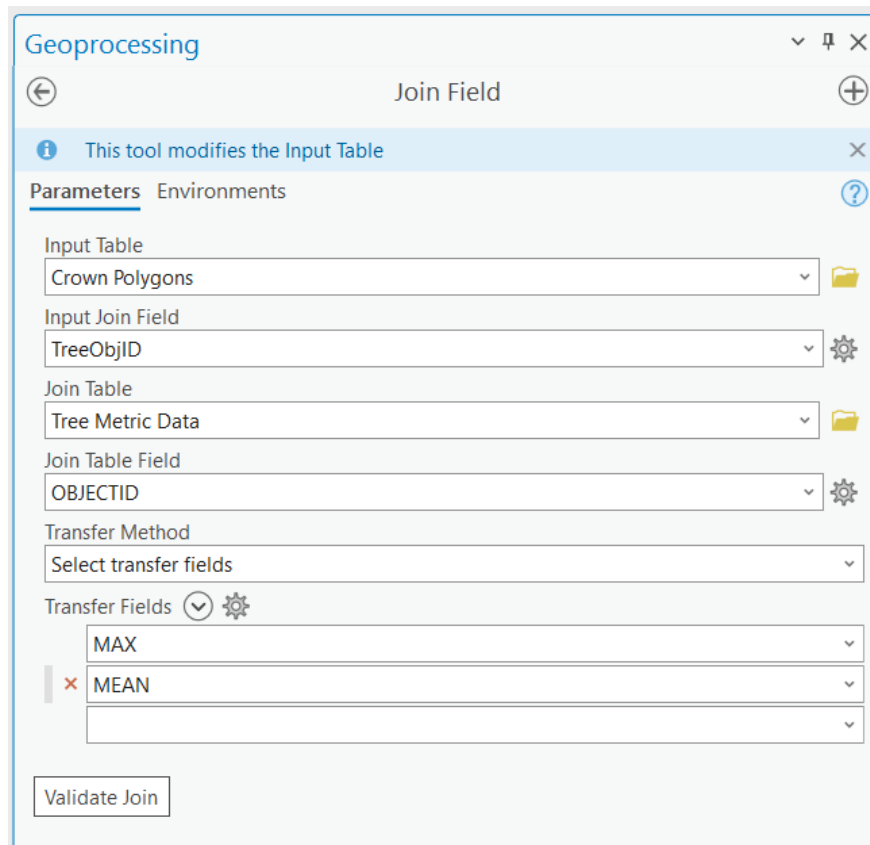 Geoprocessing
Join Field
This tool modifies the Input Table
Parameters Environments
Input Table
Crown Polygons
Input Join Field
TreeObjID
Join Table
Tree Metric Data
Join Table Field
OBJECTID
Transfer Method
Select transfer fields
Transfer Fields
MAX
MEAN
Validate Join